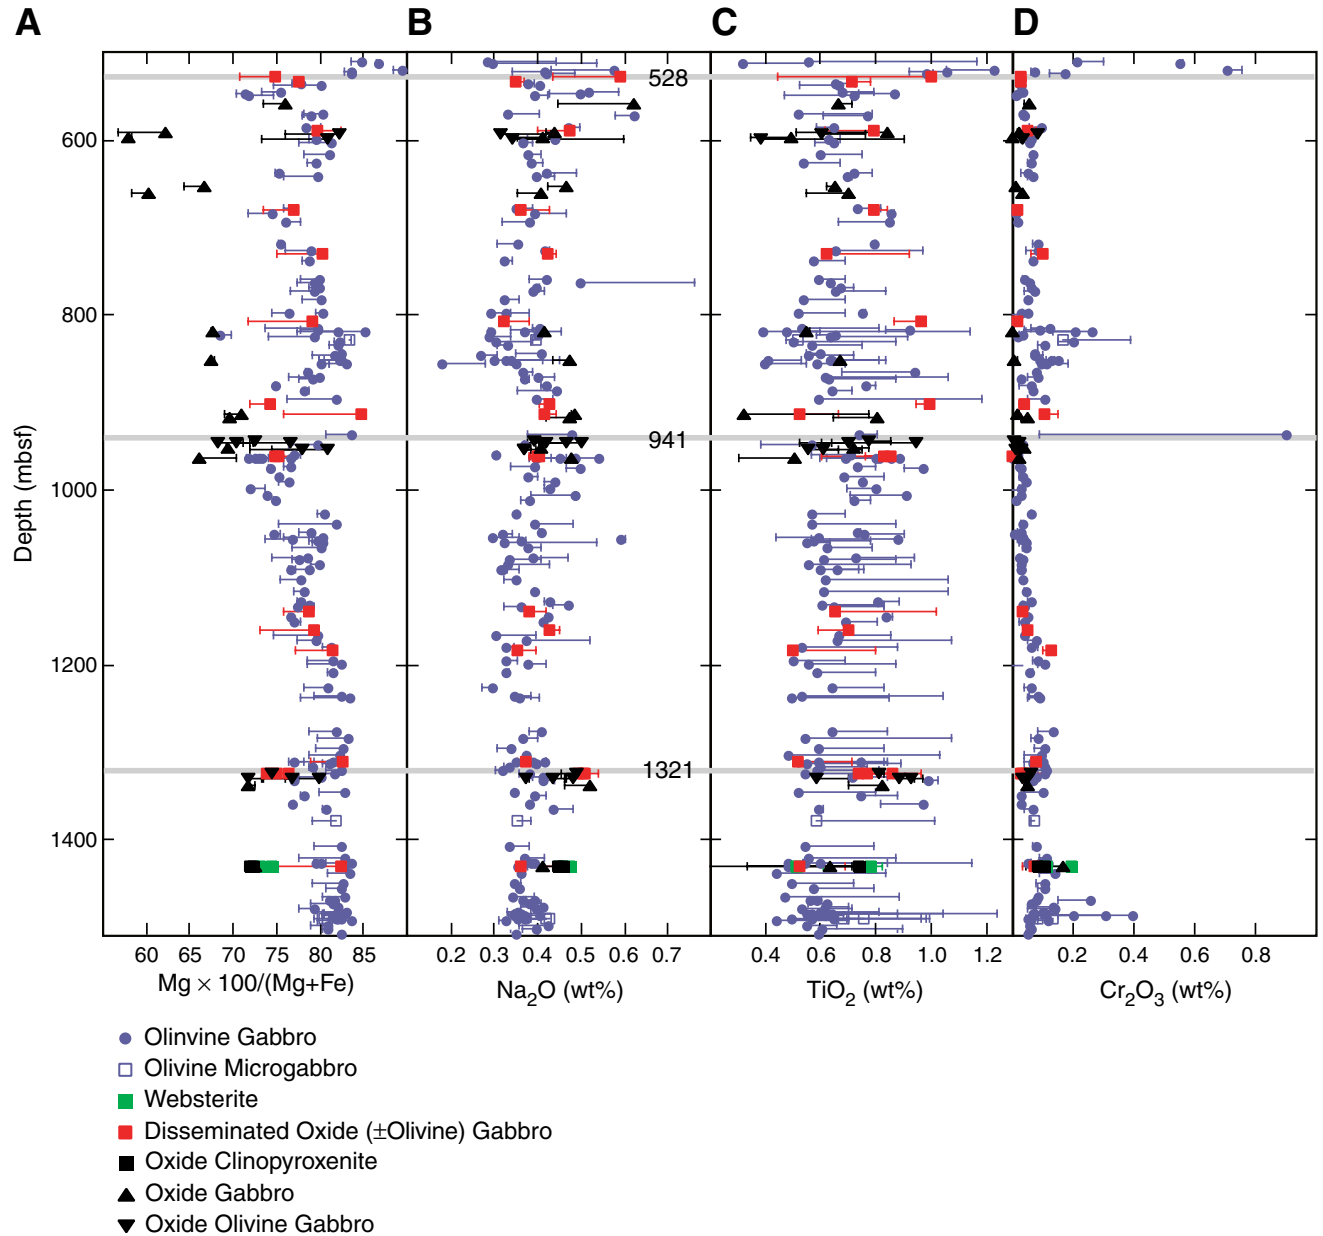 A B C D
528
600
800
941
1000
1200
1321
1400
Depth (mbsf)
60 65 70 75 80 85 0.2 0.3 0.4 0.5 0.6 0.7 0.4 0.6 0.8 1.0 1.2 0.2 0.4 0.6 0.8
Mg × 100/(Mg+Fe) Na2O (wt%) TiO2 (wt%) Cr2O3 (wt%)
Olinvine Gabbro
Olivine Microgabbro
Websterite
Disseminated Oxide (±Olivine) Gabbro
Oxide Clinopyroxenite
Oxide Gabbro
Oxide Olivine Gabbro